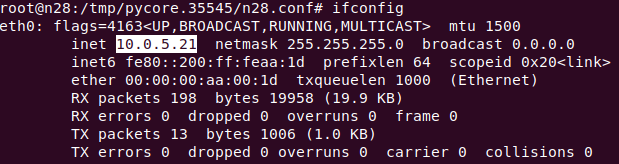 root@n28:/tmp/pycore.35545/n28.conf# ifconfig
eth0: flags=4163<UP,BROADCAST,RUNNING,MULTICAST>  mtu 1500
        inet 10.0.5.21  netmask 255.255.255.0  broadcast 0.0.0.0
        inet6 fe80::200:ff:feaa:1d  prefixlen 64  scopeid 0x20<link>
        ether 00:00:00:aa:00:1d  txqueuelen 1000  (Ethernet)
        RX packets 198  bytes 19958 (19.9 KB)
        RX errors 0  dropped 0  overruns 0  frame 0
        TX packets 13  bytes 1006 (1.0 KB)
        TX errors 0  dropped 0 overruns 0  carrier 0  collisions 0